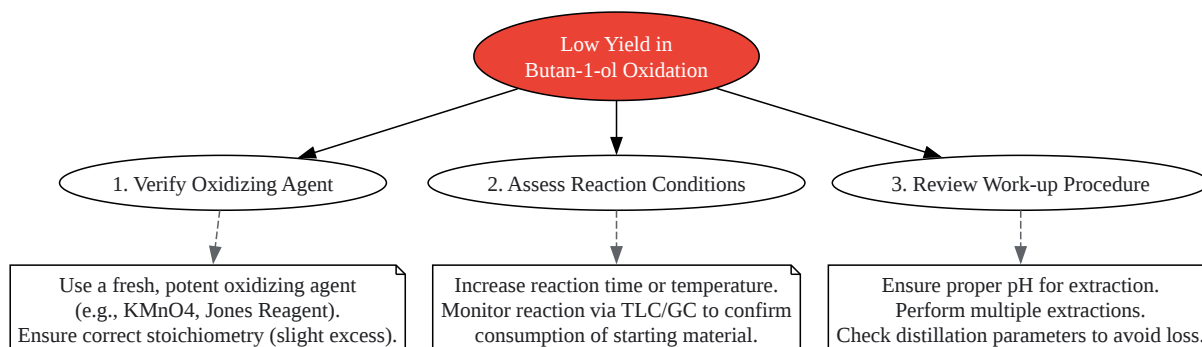 Low Yield in
Butan-1-ol Oxidation
1. Verify Oxidizing Agent
2. Assess Reaction Conditions
3. Review Work-up Procedure
Use a fresh, potent oxidizing agent
(e.g., KMnO4, Jones Reagent).
Ensure correct stoichiometry (slight excess).
Increase reaction time or temperature.
Monitor reaction via TLC/GC to confirm
consumption of starting material.
Ensure proper pH for extraction.
Perform multiple extractions.
Check distillation parameters to avoid loss.